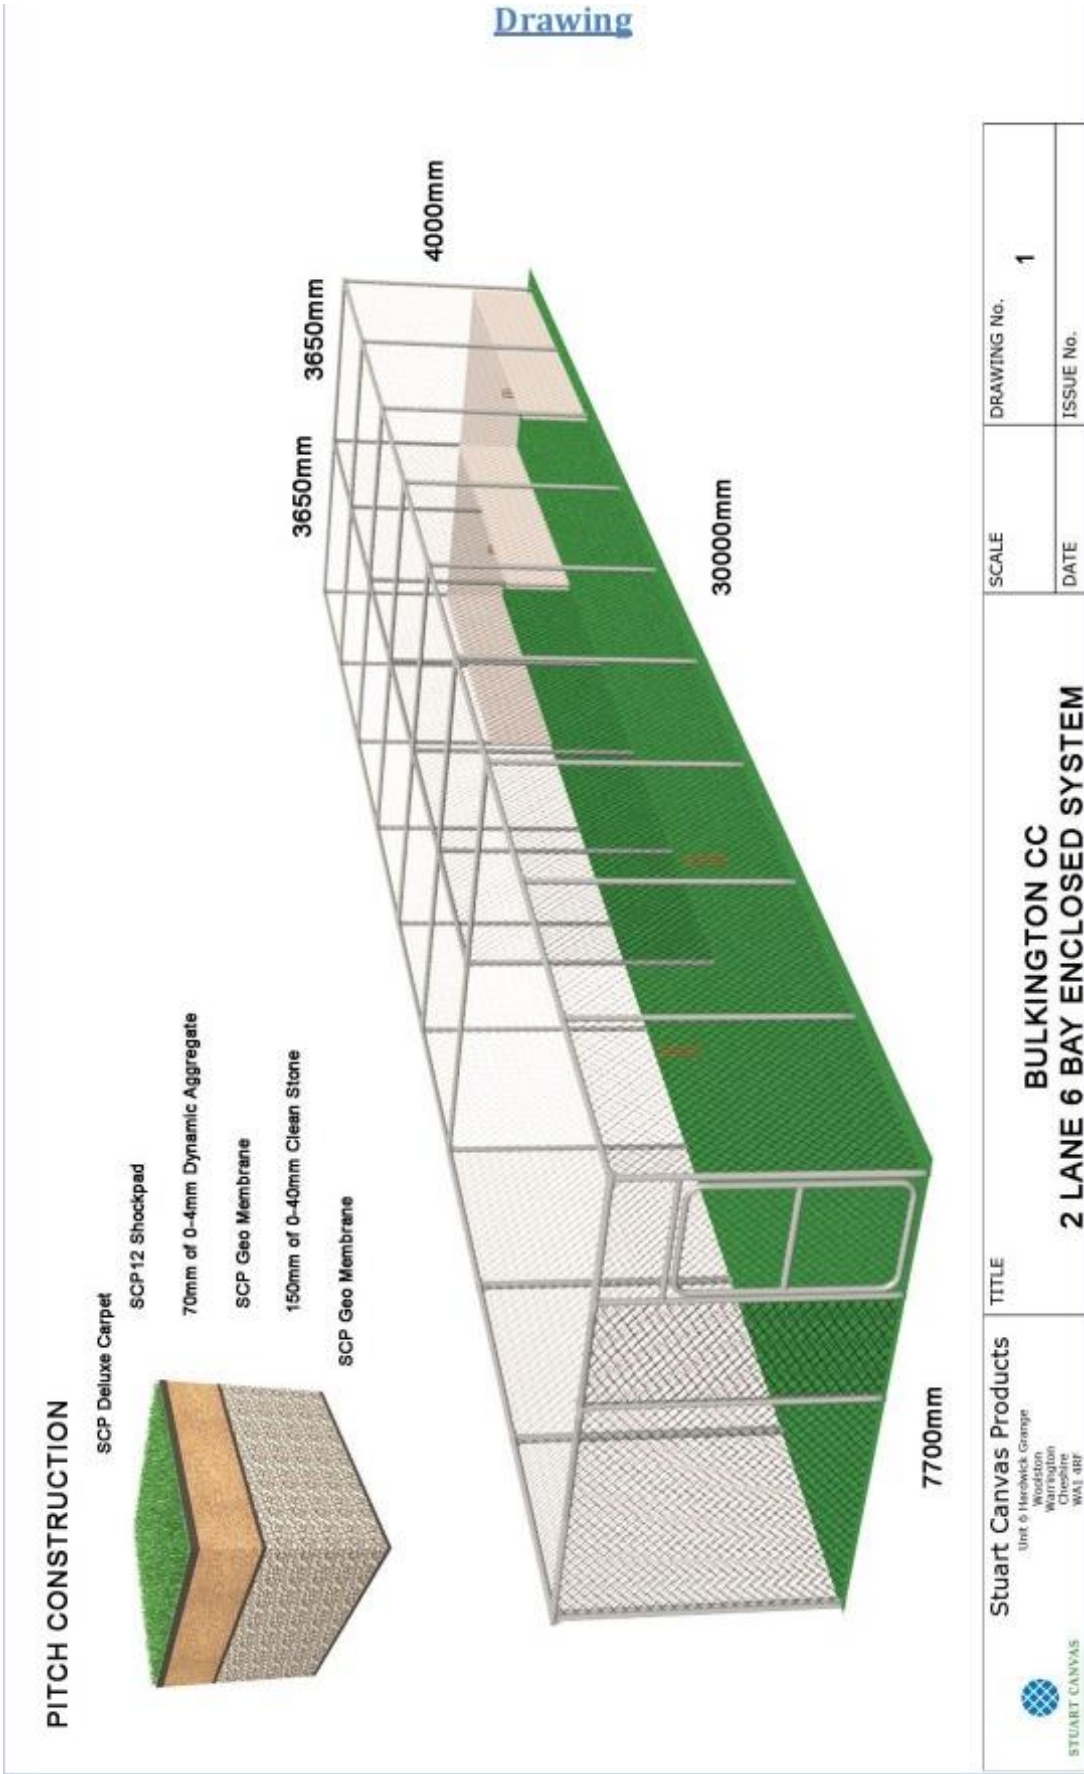 Drawing
PITCH CONSTRUCTION
SCP Deluxe Carpet
SCP12 Shockpad
70mm of 0-4mm Dynamic Aggregate
SCP Geo Membrane
150mm of 0-40mm Clean Stone
SCP Geo Membrane
3650mm
3650mm
4000mm
30000mm
7700mm
STUART CANVAS
Stuart Canvas Products
Unit 6 Hardwick Grange
Woolston
Warrington
Cheshire
WA1 4RF
TITLE
BULKINGTON CC
2 LANE 6 BAY ENCLOSED SYSTEM
SCALE
DATE
DRAWING No.
1
ISSUE No.